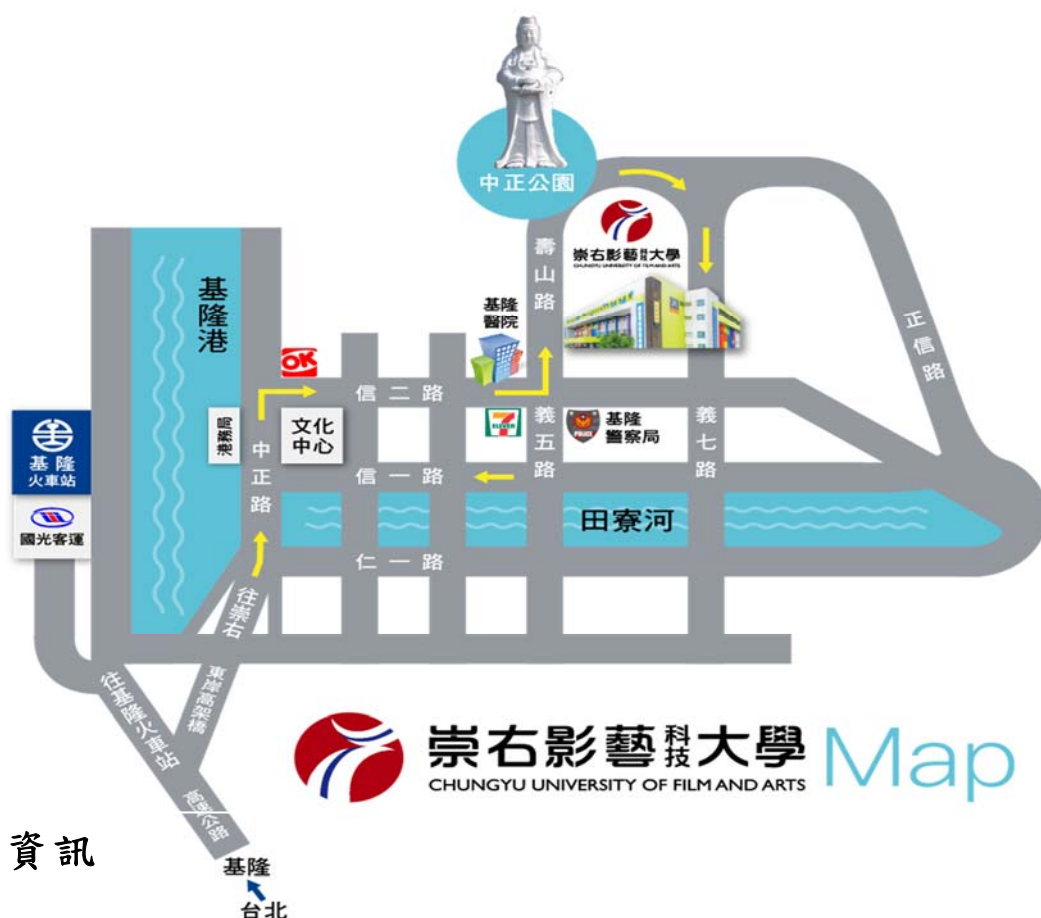 中正公園
崇右影藝科技大學
CHUNGYU UNIVERSITY OF FILM AND ARTS
壽山路
正信路
基隆港
基隆
醫院
OK
信二路
港務局
中正路
文化
中心
7
ELEVEN
義五路
POLICE
基隆
警察局
義七路
基隆
火車站
國光客運
信一路
田寮河
仁一路
往崇右
東岸高架橋
往基隆火車站
高速公路
崇右影藝科技大學 Map
CHUNGYU UNIVERSITY OF FILM AND ARTS
資訊
基隆
台北